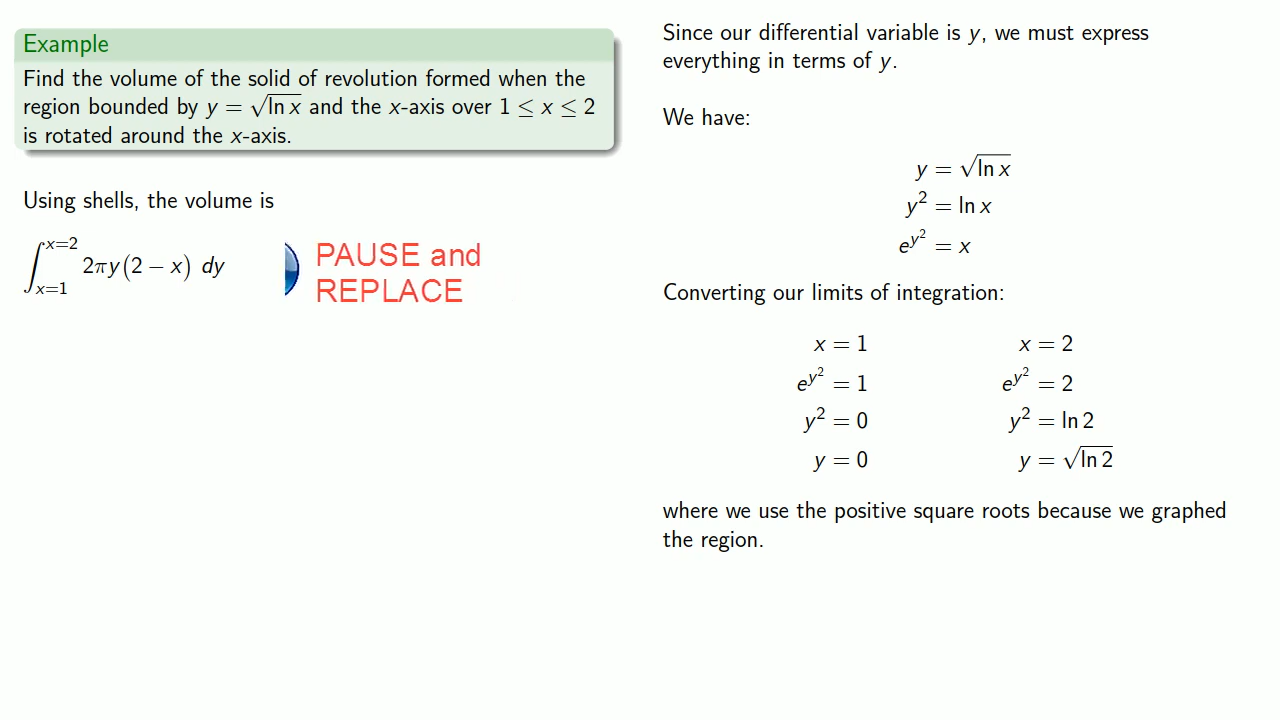 Example
Find the volume of the solid of revolution formed when the
region bounded by y = √ln x and the x-axis over 1 ≤ x ≤ 2
is rotated around the x-axis.
Using shells, the volume is
∫_{x=1}^{x=2} 2πy(2 − x) dy
PAUSE and
REPLACE
Since our differential variable is y, we must express
everything in terms of y.
We have:
y = √ln x
y² = ln x
e^{y²} = x
Converting our limits of integration:
x = 1
e^{y²} = 1
y² = 0
y = 0
x = 2
e^{y²} = 2
y² = ln 2
y = √ln 2
where we use the positive square roots because we graphed
the region.